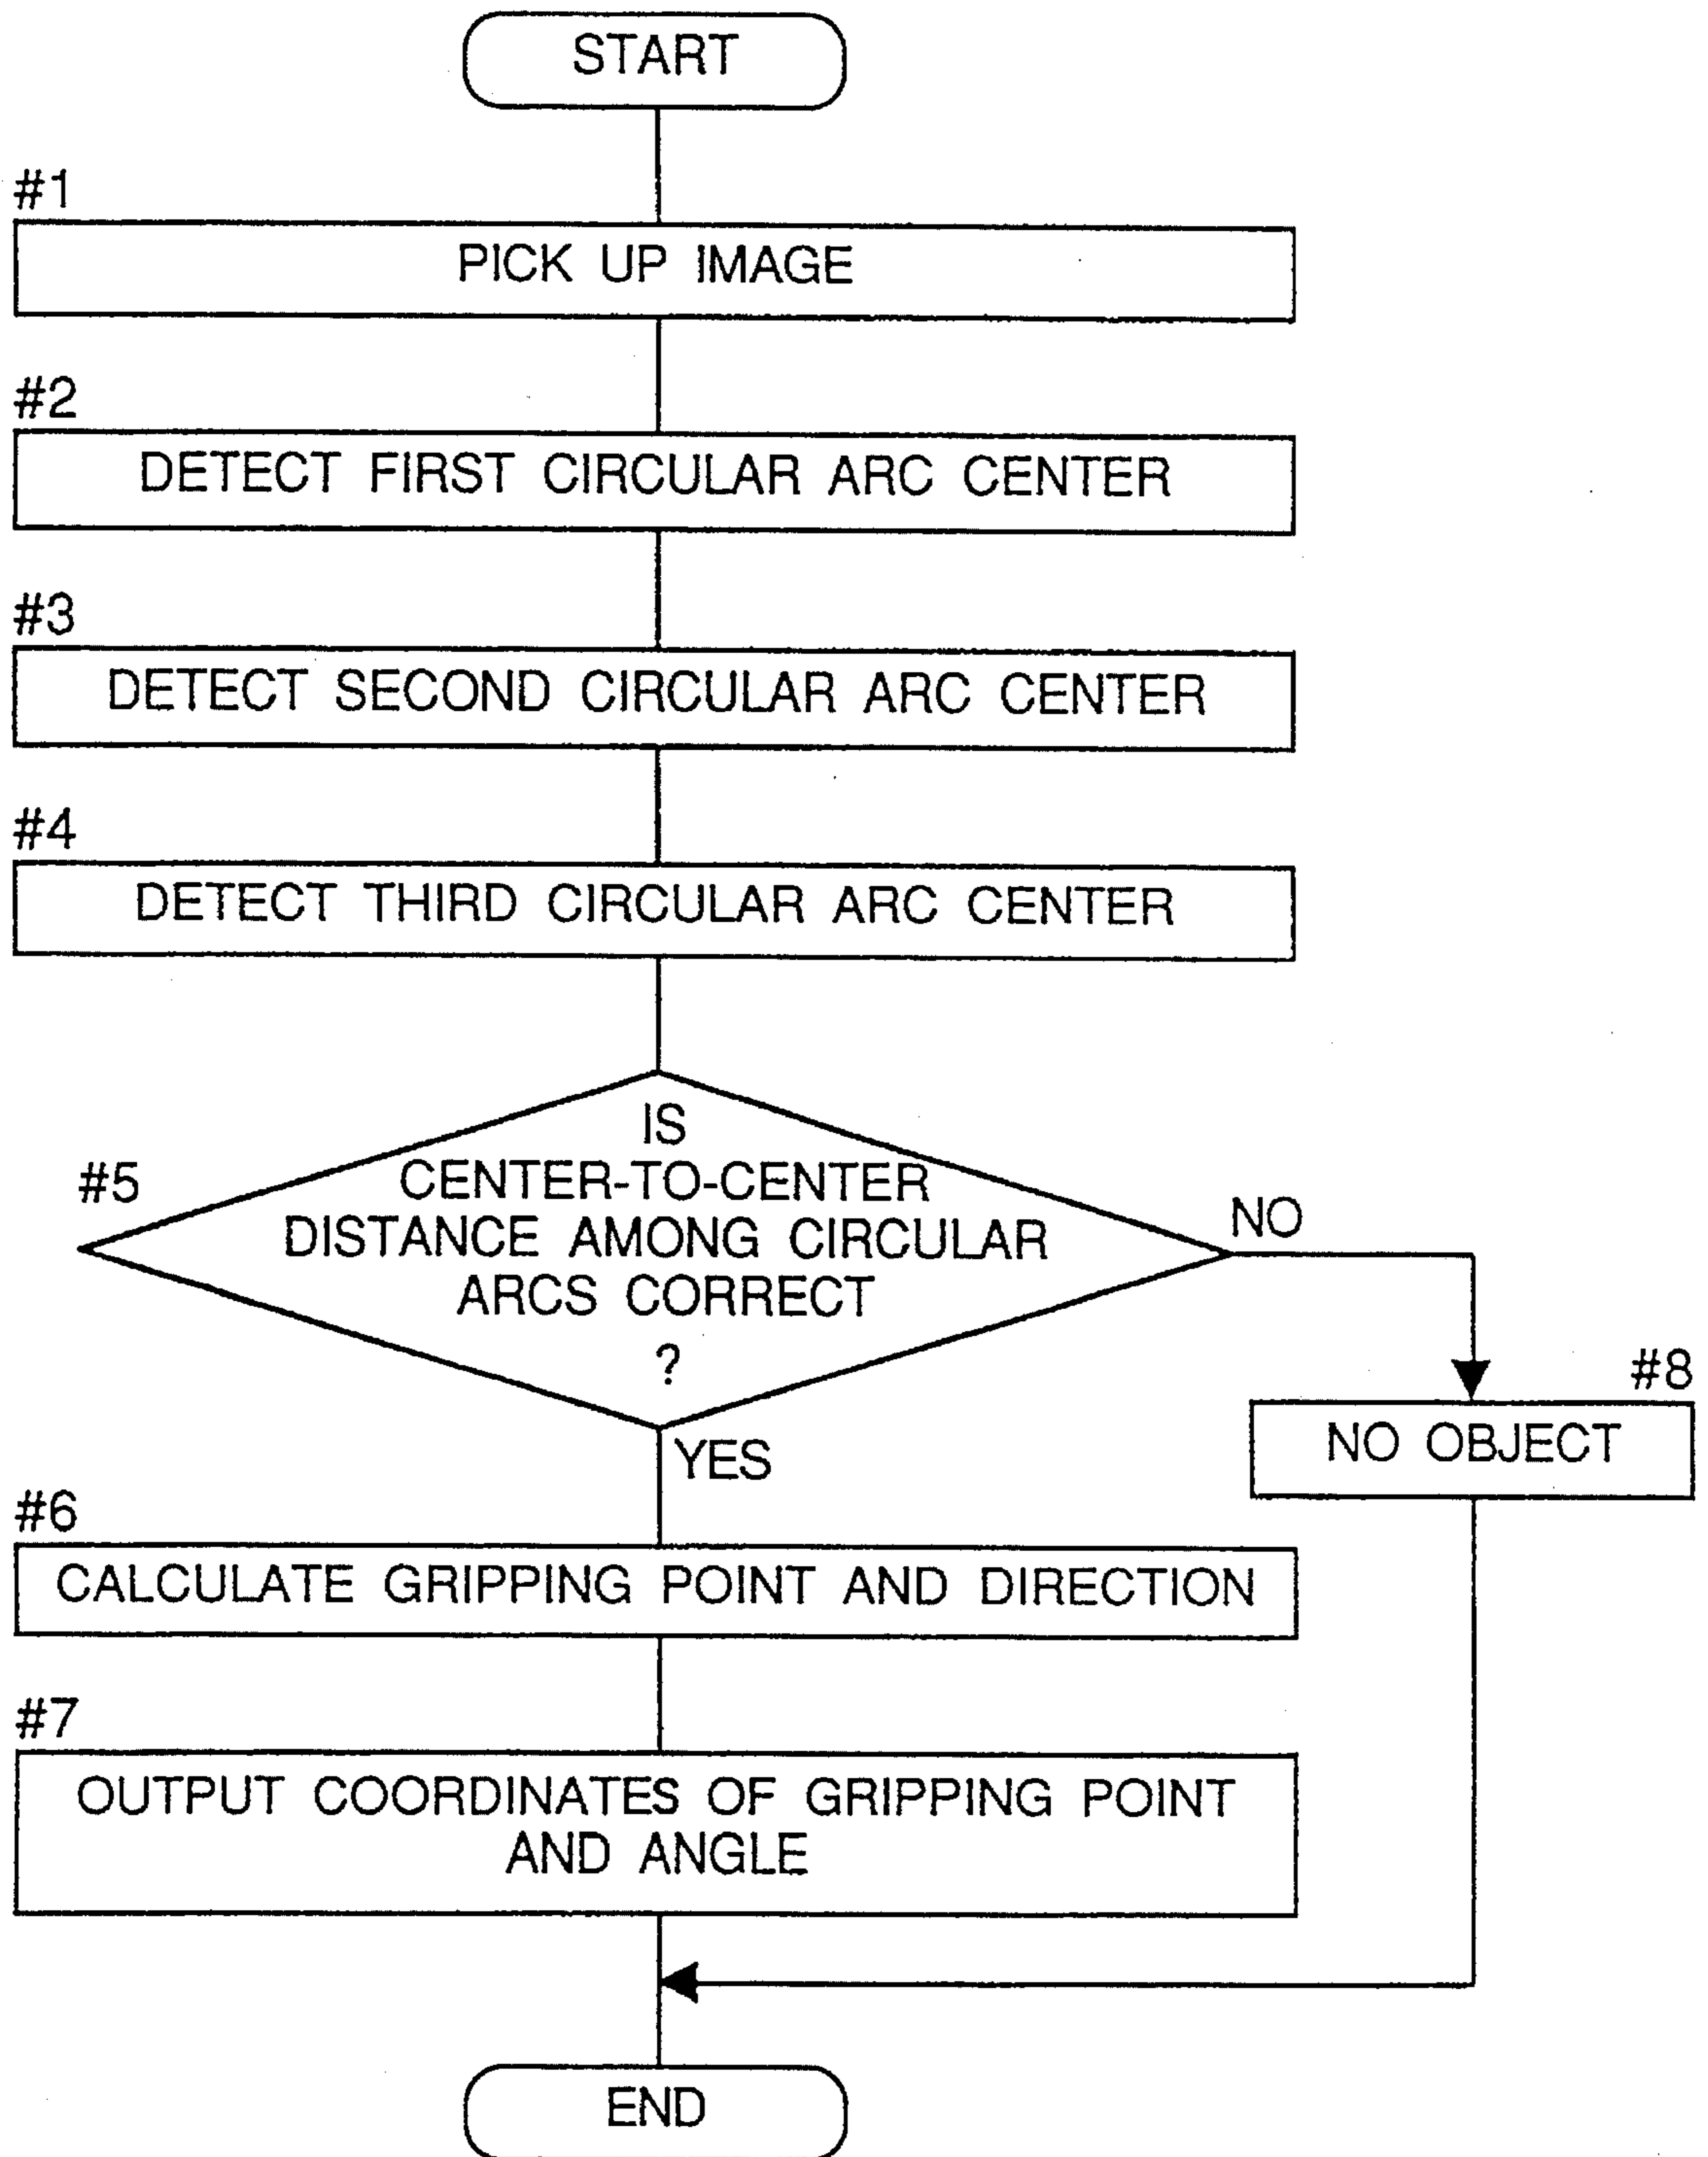 START
#1
PICK UP IMAGE
#2
DETECT FIRST CIRCULAR ARC CENTER
#3
DETECT SECOND CIRCULAR ARC CENTER
#4
DETECT THIRD CIRCULAR ARC CENTER
#5
IS
CENTER-TO-CENTER
DISTANCE AMONG CIRCULAR
ARCS CORRECT
?
NO
#8
NO OBJECT
YES
#6
CALCULATE GRIPPING POINT AND DIRECTION
#7
OUTPUT COORDINATES OF GRIPPING POINT
AND ANGLE
END